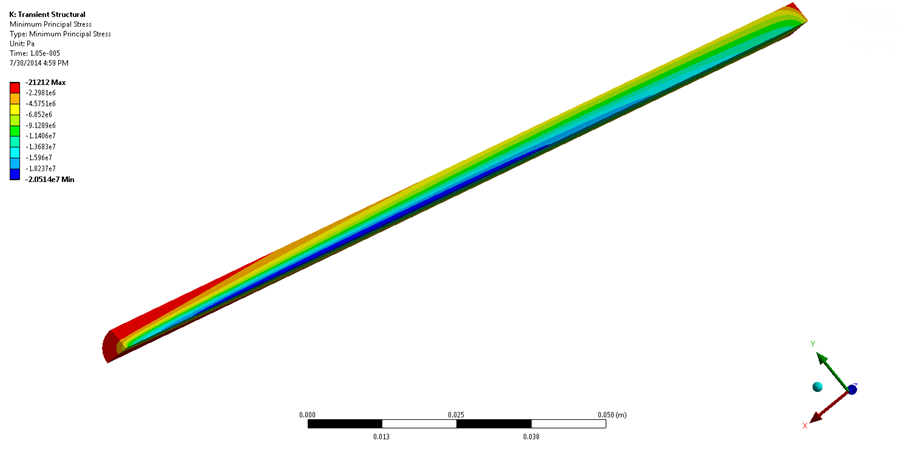 K: Transient Structural
Minimum Principal Stress
Type: Minimum Principal Stress
Unit: Pa
Time: 1.05e-005
7/30/2014 4:59 PM
-21212 Max
-2.2981e6
-4.5751e6
-6.852e6
-9.1289e6
-1.1406e7
-1.3683e7
-1.596e7
-1.8237e7
-2.0514e7 Min
Y
X
0.000 0.025 0.050 (m)
0.013 0.038